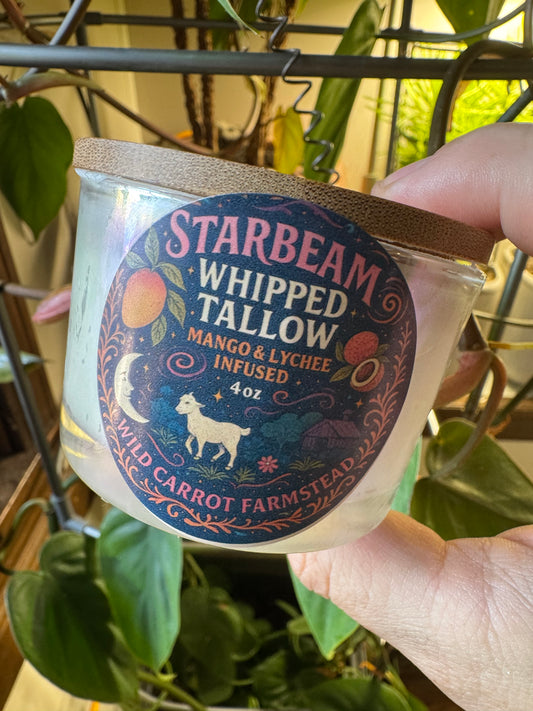 STARBEAM
WHIPPED
TALLOW
MANGO & LYCHEE
INFUSED
4 oz
WILD CARROT FARMSTEAD